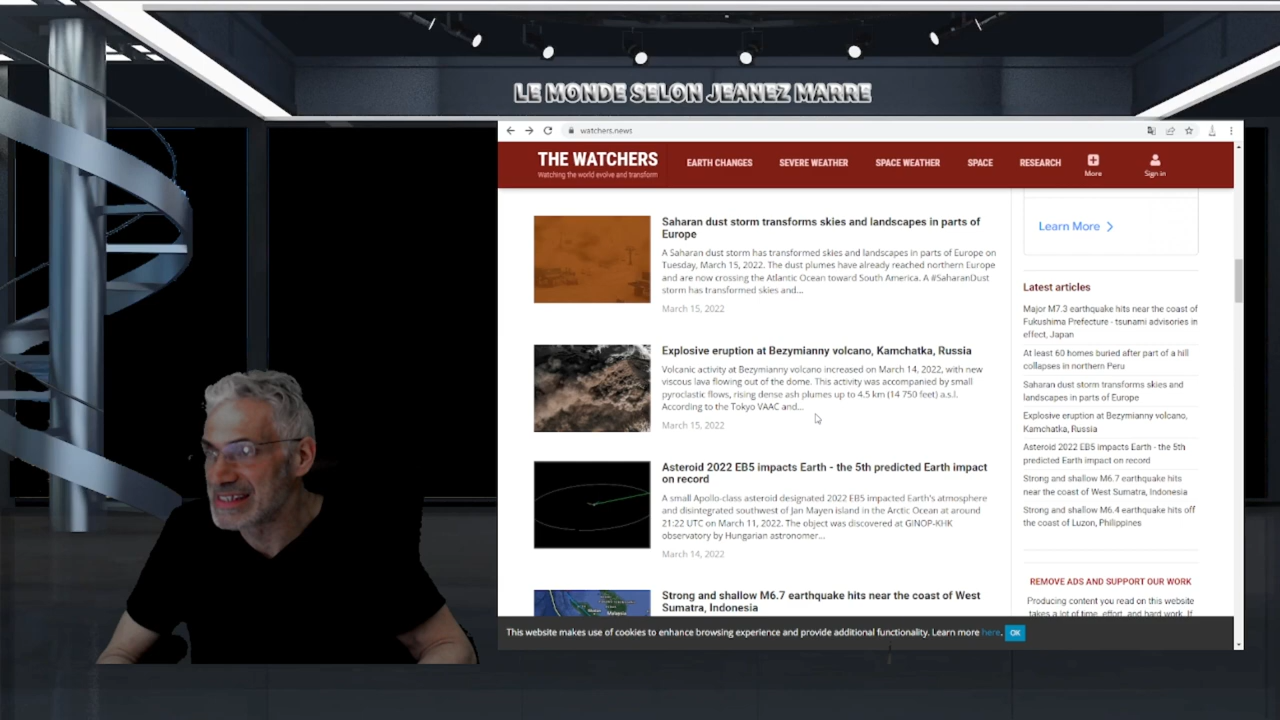 LE MONDE SELON JEANEZ MARRE
watchers.news
THE WATCHERS
Watching the world evolve and transform
EARTH CHANGES
SEVERE WEATHER
SPACE WEATHER
SPACE
RESEARCH
More
Sign in
Saharan dust storm transforms skies and landscapes in parts of
Europe
A Saharan dust storm has transformed skies and landscapes in parts of Europe on
Tuesday, March 15, 2022. The dust plumes have already reached northern Europe
and are now crossing the Atlantic Ocean toward South America. A #SaharanDust
storm has transformed skies and...
March 15, 2022
Explosive eruption at Bezymianny volcano, Kamchatka, Russia
Volcanic activity at Bezymianny volcano increased on March 14, 2022, with new
viscous lava flowing out of the dome. This activity was accompanied by small
pyroclastic flows, rising dense ash plumes up to 4.5 km (14 750 feet) a.s.l.
According to the Tokyo VAAC and...
March 15, 2022
Asteroid 2022 EB5 impacts Earth - the 5th predicted Earth impact
on record
A small Apollo-class asteroid designated 2022 EB5 impacted Earth's atmosphere
and disintegrated southwest of Jan Mayen island in the Arctic Ocean at around
21:22 UTC on March 11, 2022. The object was discovered at GINOP-KHK
observatory by Hungarian astronomer...
March 14, 2022
Strong and shallow M6.7 earthquake hits near the coast of West
Sumatra, Indonesia
Learn More
Latest articles
Major M7.3 earthquake hits near the coast of
Fukushima Prefecture - tsunami advisories in
effect, Japan
At least 60 homes buried after part of a hill
collapses in northern Peru
Saharan dust storm transforms skies and
landscapes in parts of Europe
Explosive eruption at Bezymianny volcano,
Kamchatka, Russia
Asteroid 2022 EB5 impacts Earth - the 5th
predicted Earth impact on record
Strong and shallow M6.7 earthquake hits
near the coast of West Sumatra, Indonesia
Strong and shallow M6.4 earthquake hits off
the coast of Luzon, Philippines
REMOVE ADS AND SUPPORT OUR WORK
Producing content you read on this website
takes a lot of time, effort, and hard work. If
This website makes use of cookies to enhance browsing experience and provide additional functionality. Learn more here.
OK